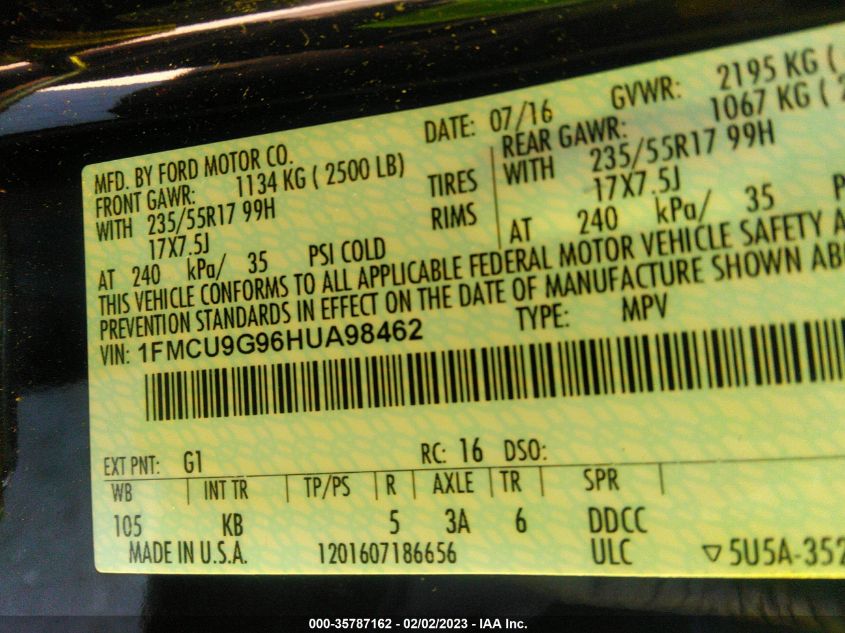 MFD. BY FORD MOTOR CO. DATE: 07/16 GVWR: 2195 KG (
FRONT GAWR: 1134 KG ( 2500 LB) REAR GAWR: 1067 KG ( 2
WITH 235/55R17 99H TIRES WITH 235/55R17 99H
17X7.5J RIMS 17X7.5J
AT 240 kPa/ 35 PSI COLD AT 240 kPa/ 35 P
THIS VEHICLE CONFORMS TO ALL APPLICABLE FEDERAL MOTOR VEHICLE SAFETY A
PREVENTION STANDARDS IN EFFECT ON THE DATE OF MANUFACTURE SHOWN ABO
VIN: 1FMCU9G96HUA98462 TYPE: MPV
EXT PNT: G1 RC: 16 DSO:
WB INT TR TP/PS R AXLE TR SPR
105 KB 5 3A 6 DDCC
MADE IN U.S.A. 1201607186656 ULC ▽5U5A-352
000-35787162 - 02/02/2023 - IAA Inc.